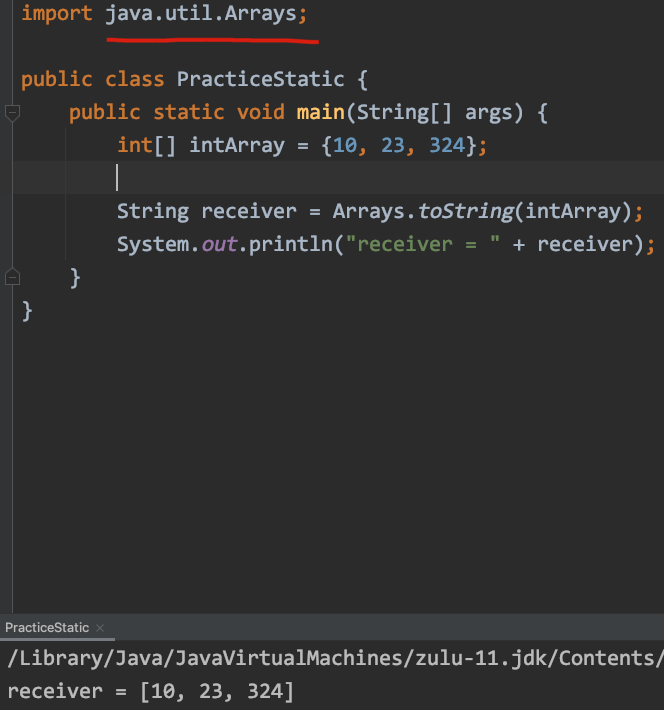 import java.util.Arrays;
public class PracticeStatic {
public static void main(String[] args) {
int[] intArray = {10, 23, 324};
String receiver = Arrays.toString(intArray);
System.out.println("receiver = " + receiver);
}
}
PracticeStatic ×
/Library/Java/JavaVirtualMachines/zulu-11.jdk/Contents/
receiver = [10, 23, 324]